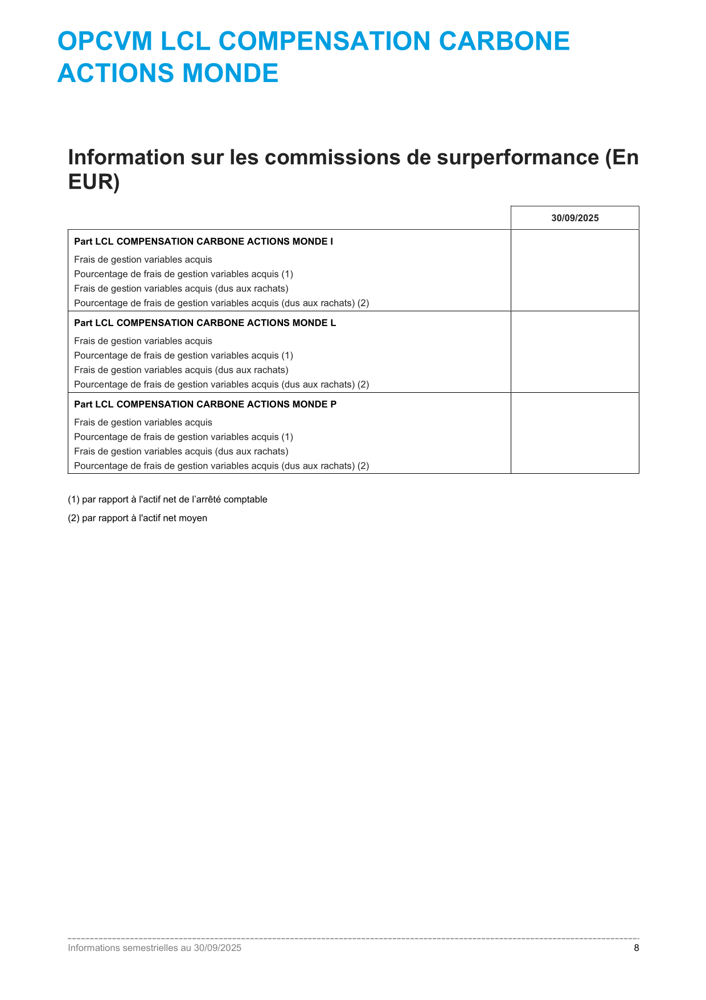 OPCVM LCL COMPENSATION CARBONE
ACTIONS MONDE
Information sur les commissions de surperformance (En
EUR)
30/09/2025
Part LCL COMPENSATION CARBONE ACTIONS MONDE I
Frais de gestion variables acquis
Pourcentage de frais de gestion variables acquis (1)
Frais de gestion variables acquis (dus aux rachats)
Pourcentage de frais de gestion variables acquis (dus aux rachats) (2)
Part LCL COMPENSATION CARBONE ACTIONS MONDE L
Frais de gestion variables acquis
Pourcentage de frais de gestion variables acquis (1)
Frais de gestion variables acquis (dus aux rachats)
Pourcentage de frais de gestion variables acquis (dus aux rachats) (2)
Part LCL COMPENSATION CARBONE ACTIONS MONDE P
Frais de gestion variables acquis
Pourcentage de frais de gestion variables acquis (1)
Frais de gestion variables acquis (dus aux rachats)
Pourcentage de frais de gestion variables acquis (dus aux rachats) (2)
(1) par rapport à l'actif net de l’arrêté comptable
(2) par rapport à l'actif net moyen
Informations semestrielles au 30/09/2025 8